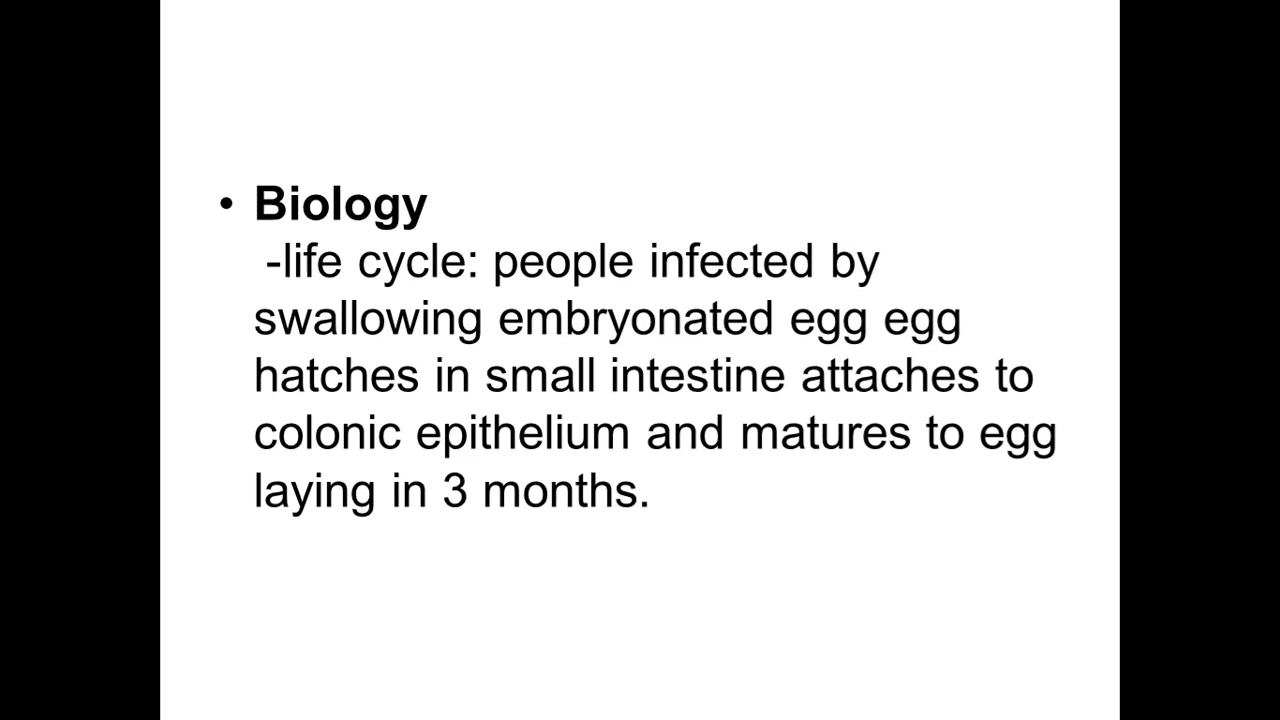 • Biology
-life cycle: people infected by
swallowing embryonated egg egg
hatches in small intestine attaches to
colonic epithelium and matures to egg
laying in 3 months.